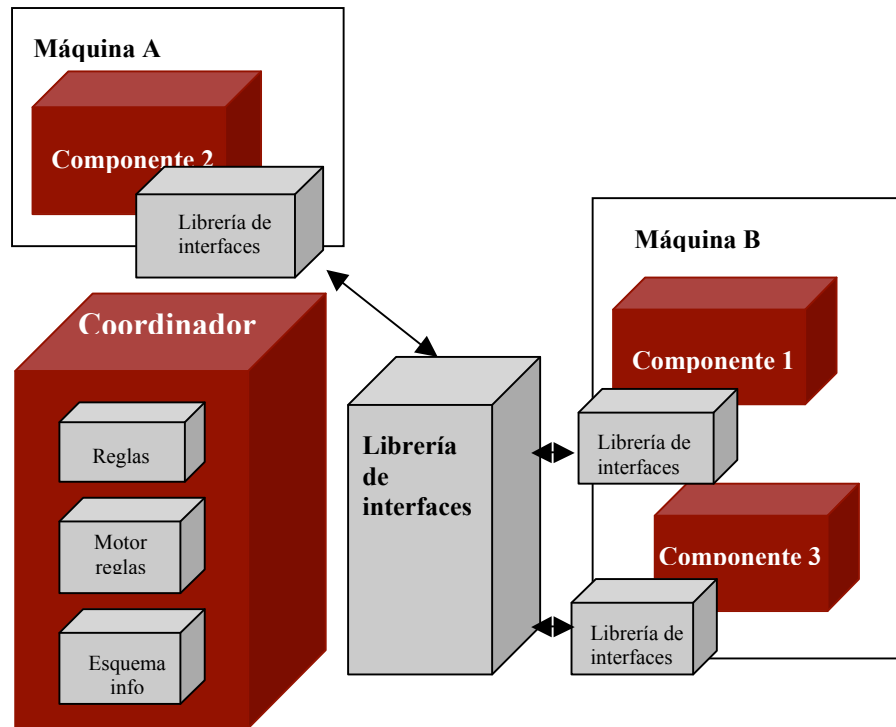 Máquina A
Componente 2
Librería de
interfaces
Máquina B
Coordinador
Componente 1
Reglas
Librería
de
interfaces
Librería de
interfaces
Motor
reglas
Componente 3
Esquema
info
Librería de
interfaces